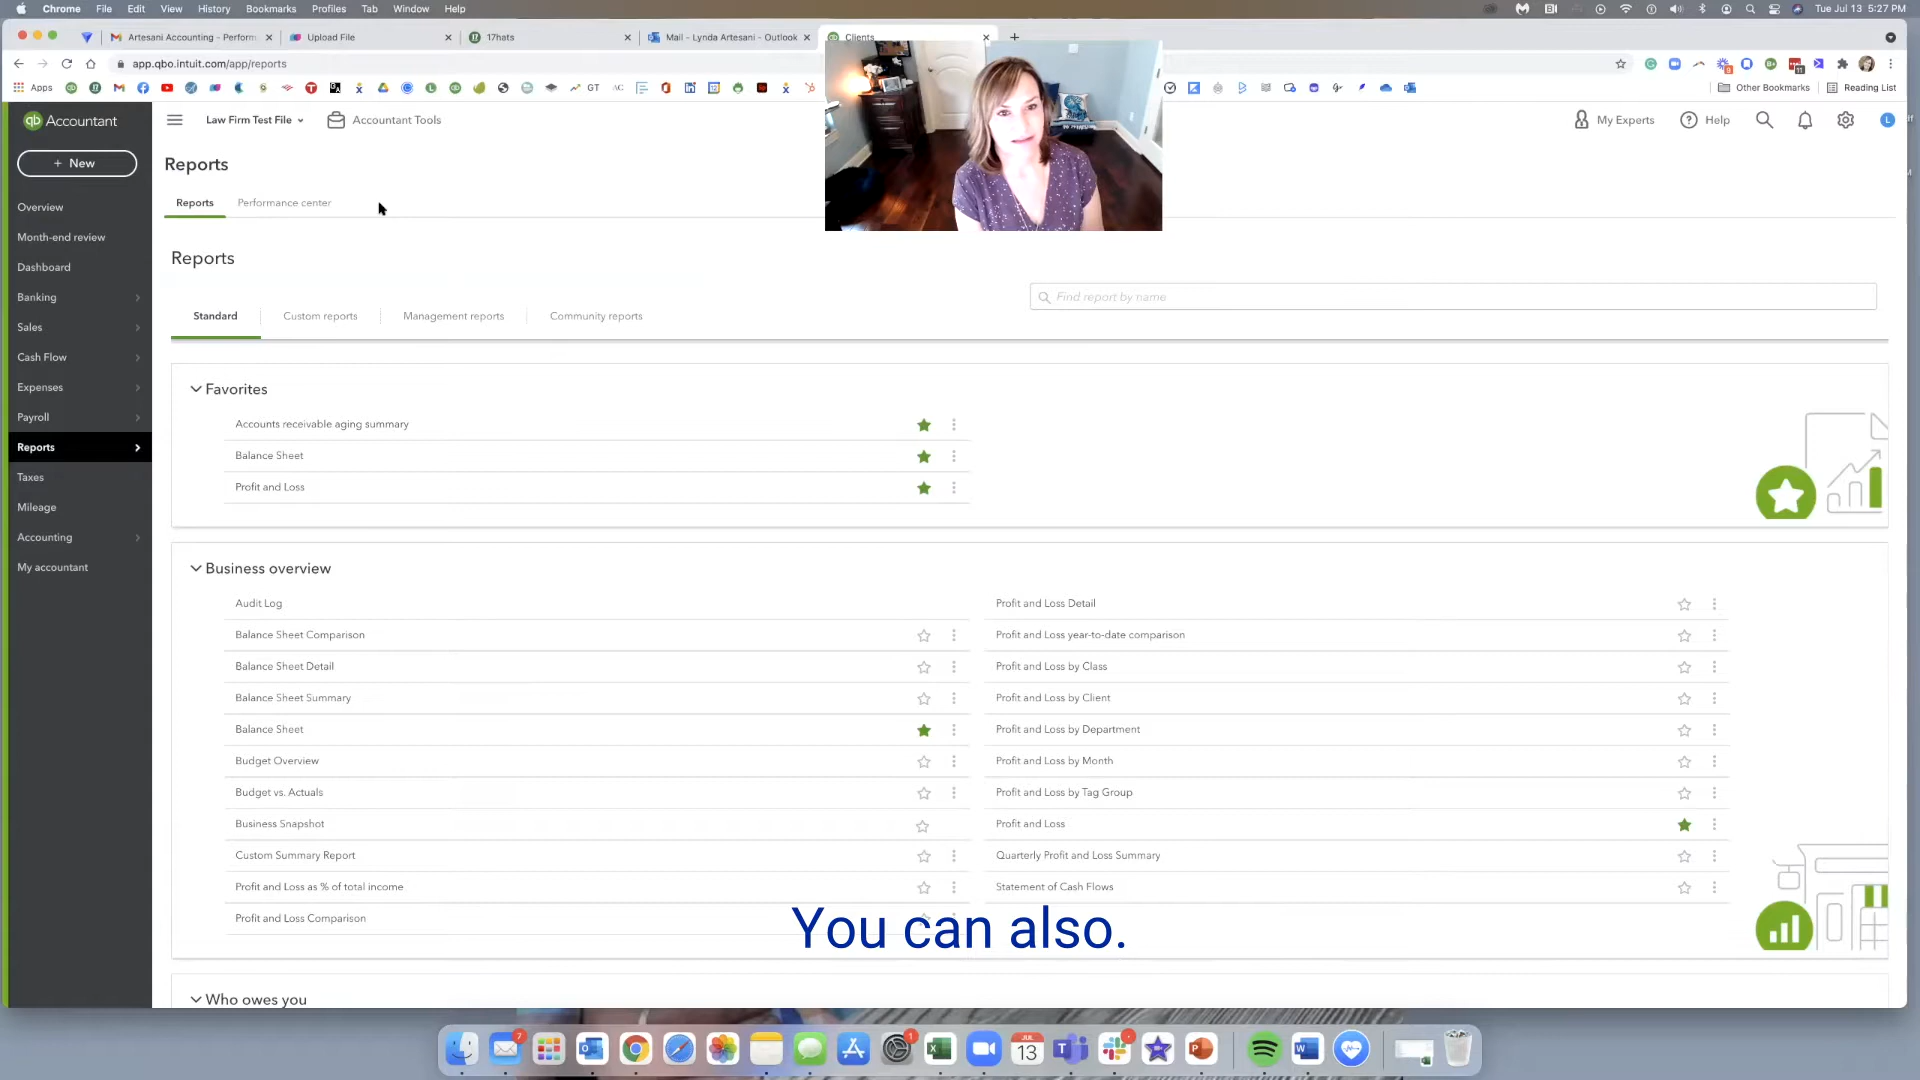 Chrome File Edit View History Bookmarks Profiles Tab Window Help
Tue Jul 13 5:27 PM
Artesani Accounting - Perform
Upload File
17hats
Mail - Lynda Artesani - Outlook
Clients
app.qbo.intuit.com/app/reports
Apps
GT
Other Bookmarks
Reading List
qb Accountant
Law Firm Test File
Accountant Tools
My Experts
Help
L
+ New
Overview
Month-end review
Dashboard
Banking
Sales
Cash Flow
Expenses
Payroll
Reports
Taxes
Mileage
Accounting
My accountant
Reports
Reports
Performance center
Reports
Find report by name
Standard
Custom reports
Management reports
Community reports
Favorites
Accounts receivable aging summary
Balance Sheet
Profit and Loss
Business overview
Audit Log
Balance Sheet Comparison
Balance Sheet Detail
Balance Sheet Summary
Balance Sheet
Budget Overview
Budget vs. Actuals
Business Snapshot
Custom Summary Report
Profit and Loss as % of total income
Profit and Loss Comparison
Profit and Loss Detail
Profit and Loss year-to-date comparison
Profit and Loss by Class
Profit and Loss by Client
Profit and Loss by Department
Profit and Loss by Month
Profit and Loss by Tag Group
Profit and Loss
Quarterly Profit and Loss Summary
Statement of Cash Flows
You can also.
Who owes you
7
1
JUL
13